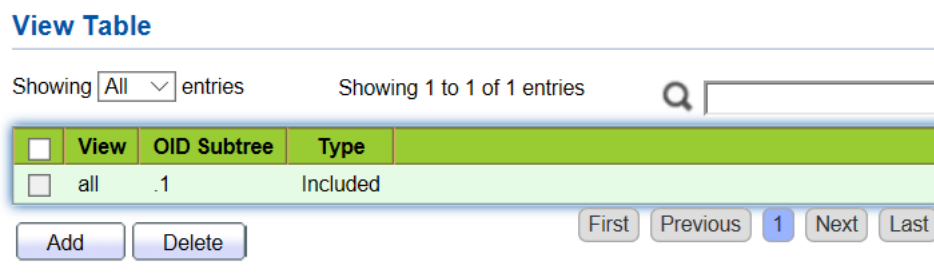 View Table
Showing All entries Showing 1 to 1 of 1 entries
View OID Subtree Type
all .1 Included
Add Delete First Previous 1 Next Last